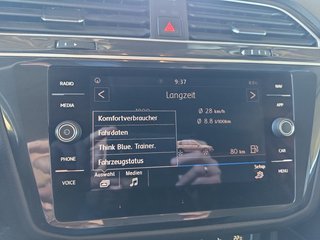 RADIO
MEDIA
PHONE
VOICE
9:37
Langzeit
Ø 28 km/h
Ø 8.8 l/100km
Komfortverbraucher
Fahrdaten
Think Blue. Trainer.
Fahrzeugstatus
80 km
Auswahl
Medien
Setup
NAV
APP
CAR
MENU